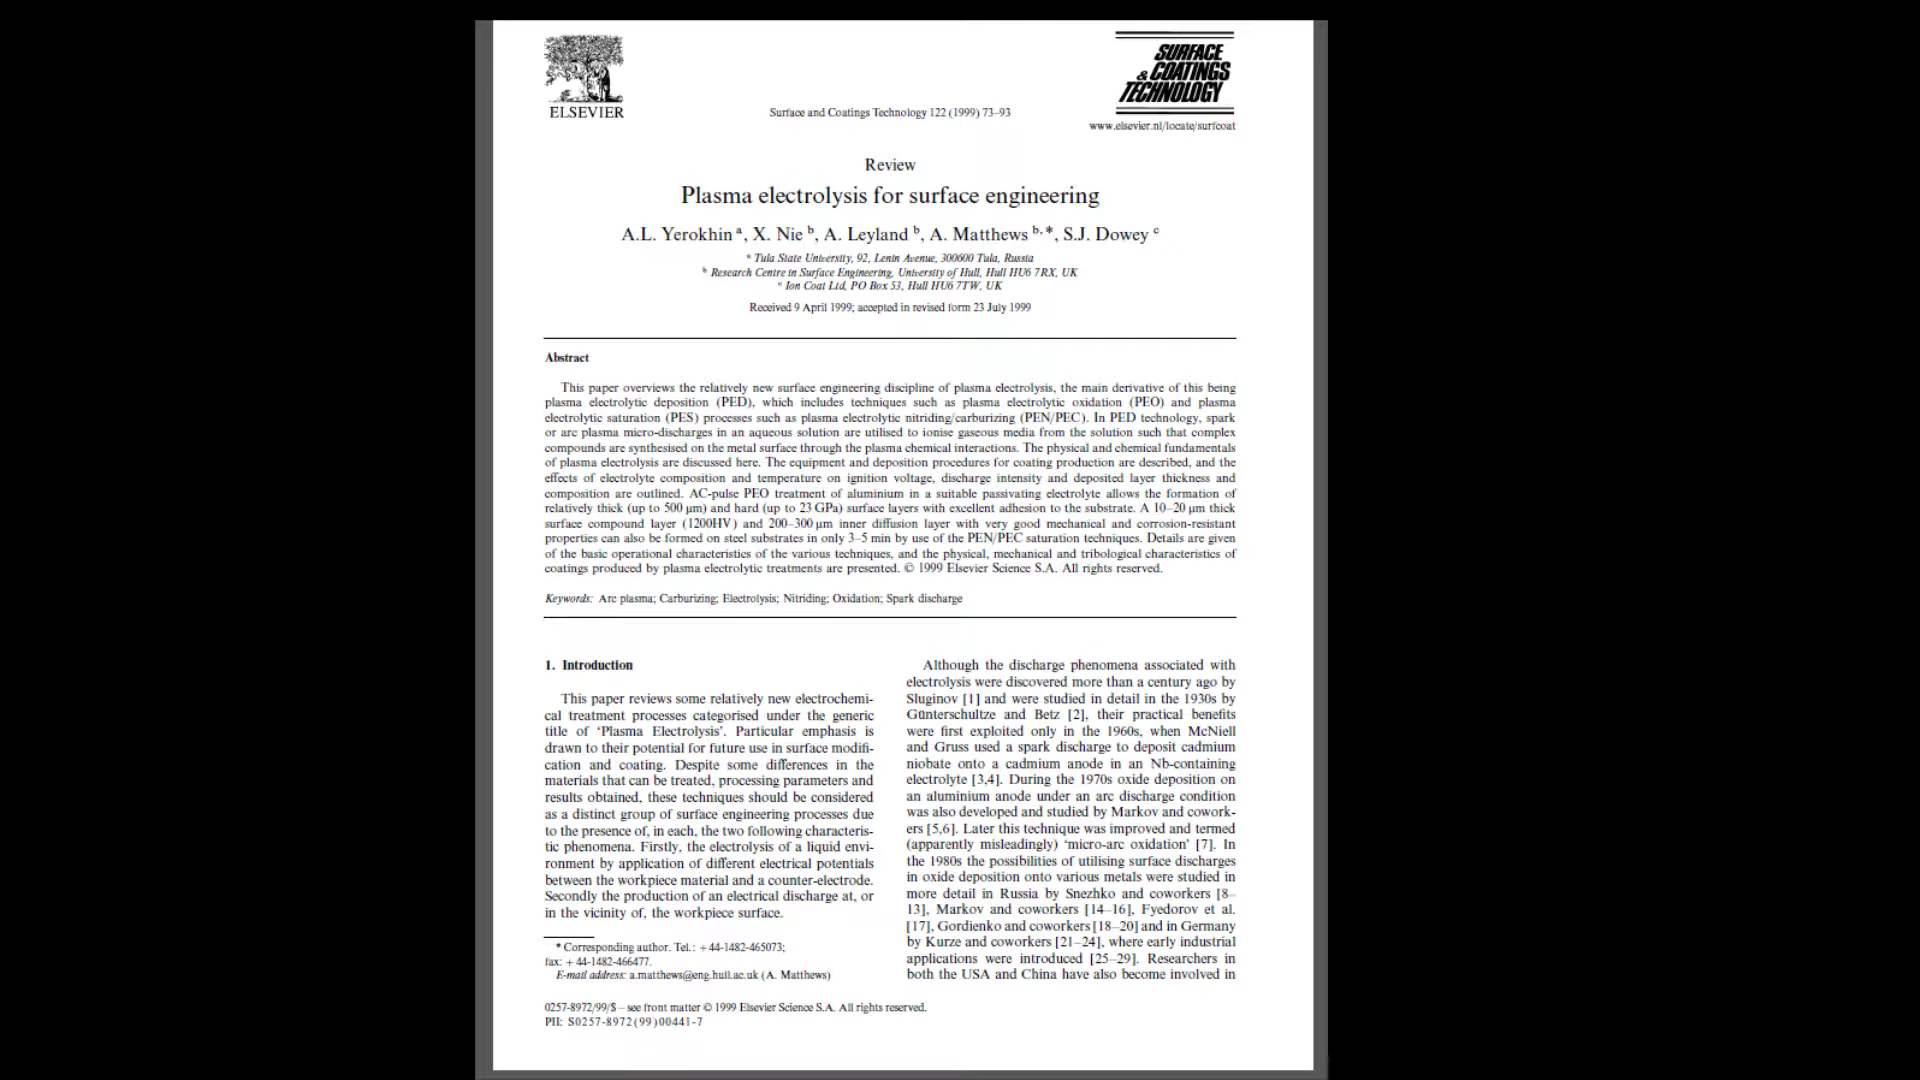 ELSEVIER
SURFACE
& COATINGS
TECHNOLOGY
Surface and Coatings Technology 122 (1999) 73–93
www.elsevier.nl/locate/surfcoat
Review
Plasma electrolysis for surface engineering
A.L. Yerokhin a, X. Nie b, A. Leyland b, A. Matthews b,*, S.J. Dowey c
a Tula State University, 92, Lenin Avenue, 300600 Tula, Russia
b Research Centre in Surface Engineering, University of Hull, Hull HU6 7RX, UK
c Ion Coat Ltd, PO Box 53, Hull HU6 7TW, UK
Received 9 April 1999; accepted in revised form 23 July 1999
Abstract
This paper overviews the relatively new surface engineering discipline of plasma electrolysis, the main derivative of this being
plasma electrolytic deposition (PED), which includes techniques such as plasma electrolytic oxidation (PEO) and plasma
electrolytic saturation (PES) processes such as plasma electrolytic nitriding/carburizing (PEN/PEC). In PED technology, spark
or arc plasma micro-discharges in an aqueous solution are utilised to ionise gaseous media from the solution such that complex
compounds are synthesised on the metal surface through the plasma chemical interactions. The physical and chemical fundamentals
of plasma electrolysis are discussed here. The equipment and deposition procedures for coating production are described, and the
effects of electrolyte composition and temperature on ignition voltage, discharge intensity and deposited layer thickness and
composition are outlined. AC-pulse PEO treatment of aluminium in a suitable passivating electrolyte allows the formation of
relatively thick (up to 500 μm) and hard (up to 23 GPa) surface layers with excellent adhesion to the substrate. A 10–20 μm thick
surface compound layer (1200HV) and 200–300 μm inner diffusion layer with very good mechanical and corrosion-resistant
properties can also be formed on steel substrates in only 3–5 min by use of the PEN/PEC saturation techniques. Details are given
of the basic operational characteristics of the various techniques, and the physical, mechanical and tribological characteristics of
coatings produced by plasma electrolytic treatments are presented. © 1999 Elsevier Science S.A. All rights reserved.
Keywords: Arc plasma; Carburizing; Electrolysis; Nitriding; Oxidation; Spark discharge
1. Introduction
This paper reviews some relatively new electrochemi-
cal treatment processes categorised under the generic
title of ‘Plasma Electrolysis’. Particular emphasis is
drawn to their potential for future use in surface modifi-
cation and coating. Despite some differences in the
materials that can be treated, processing parameters and
results obtained, these techniques should be considered
as a distinct group of surface engineering processes due
to the presence of, in each, the two following characteris-
tic phenomena. Firstly, the electrolysis of a liquid envi-
ronment by application of different electrical potentials
between the workpiece material and a counter-electrode.
Secondly the production of an electrical discharge at, or
in the vicinity of, the workpiece surface.
* Corresponding author. Tel.: +44-1482-465073;
fax: +44-1482-466477.
E-mail address: a.matthews@eng.hull.ac.uk (A. Matthews)
Although the discharge phenomena associated with
electrolysis were discovered more than a century ago by
Sluginov [1] and were studied in detail in the 1930s by
Günterschultze and Betz [2], their practical benefits
were first exploited only in the 1960s, when McNiell
and Gruss used a spark discharge to deposit cadmium
niobate onto a cadmium anode in an Nb-containing
electrolyte [3,4]. During the 1970s oxide deposition on
an aluminium anode under an arc discharge condition
was also developed and studied by Markov and cowork-
ers [5,6]. Later this technique was improved and termed
(apparently misleadingly) ‘micro-arc oxidation’ [7]. In
the 1980s the possibilities of utilising surface discharges
in oxide deposition onto various metals were studied in
more detail in Russia by Snezhko and coworkers [8–
13], Markov and coworkers [14–16], Fyedorov et al.
[17], Gordienko and coworkers [18–20] and in Germany
by Kurze and coworkers [21–24], where early industrial
applications were introduced [25–29]. Researchers in
both the USA and China have also become involved in
0257-8972/99/$ – see front matter © 1999 Elsevier Science S.A. All rights reserved.
PII: S0257-8972(99)00441-7